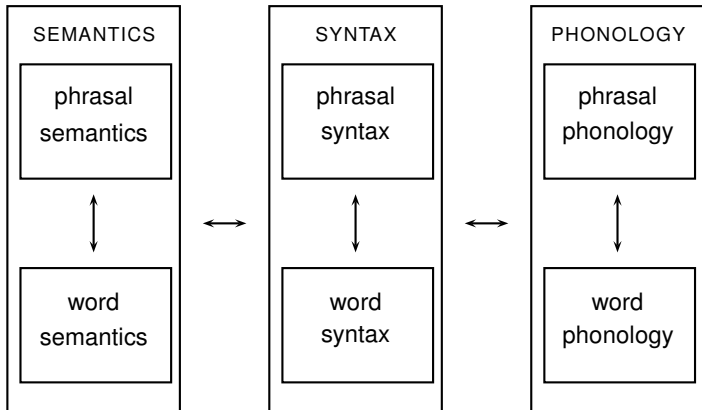 SEMANTICS
phrasal
semantics
word
semantics
SYNTAX
phrasal
syntax
word
syntax
PHONOLOGY
phrasal
phonology
word
phonology